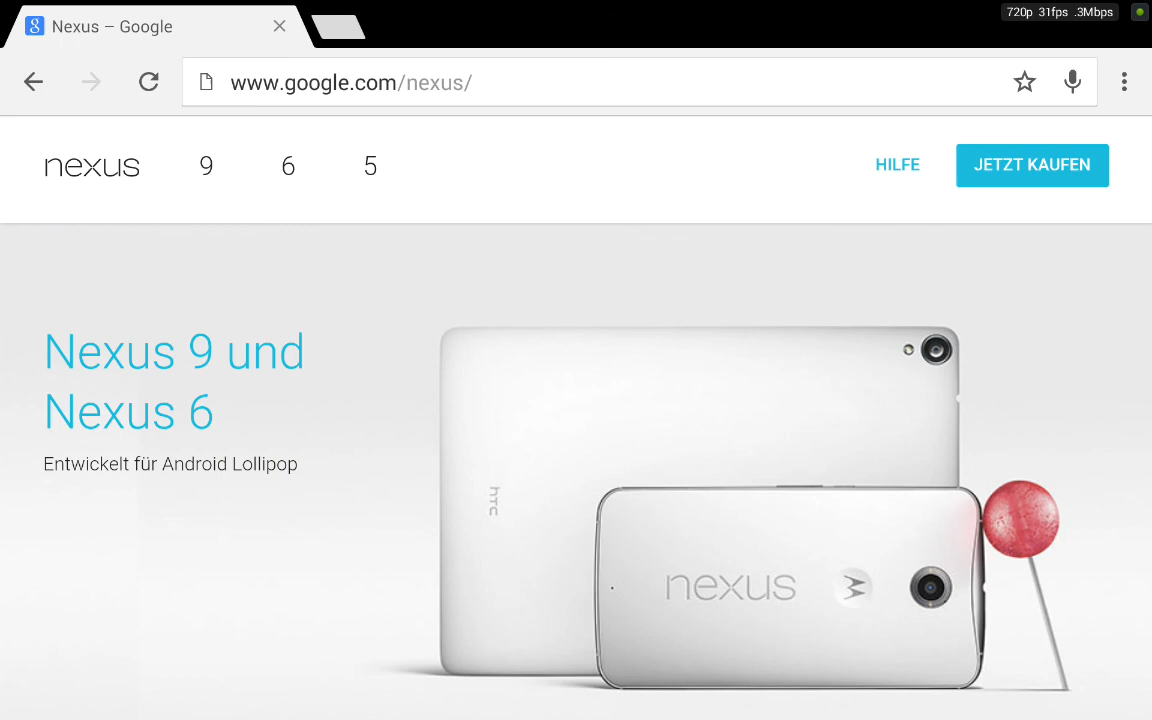 720p 31fps .3Mbps
Nexus – Google
www.google.com/nexus/
nexus 9 6 5 HILFE JETZT KAUFEN
Nexus 9 und
Nexus 6
Entwickelt für Android Lollipop
htc
nexus